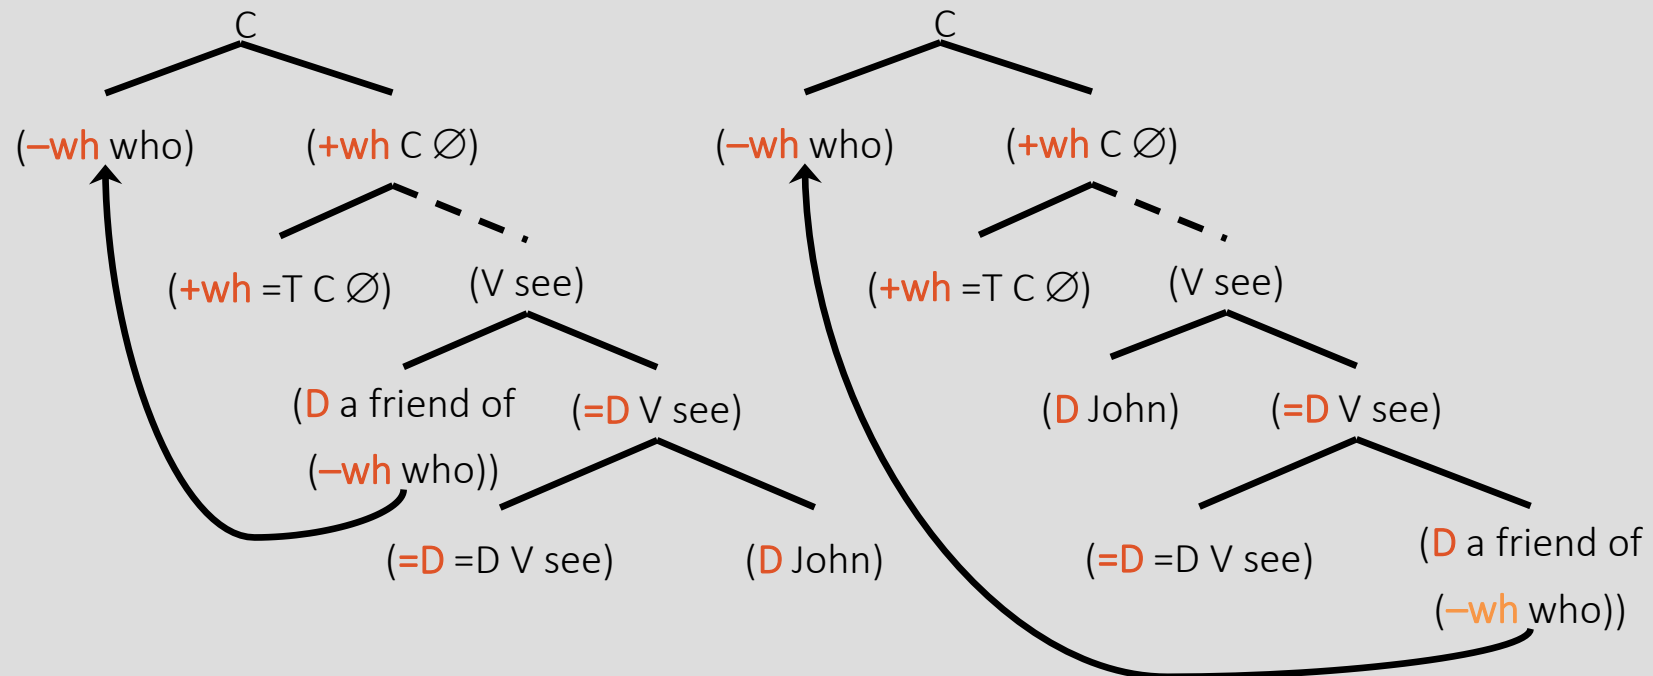 C
(–wh who) (+wh C ∅)
(+wh =T C ∅) (V see)
(D a friend of
(–wh who))
(=D V see)
(=D =D V see) (D John)
C
(–wh who) (+wh C ∅)
(+wh =T C ∅) (V see)
(D John) (=D V see)
(=D =D V see)
(D a friend of
(–wh who))